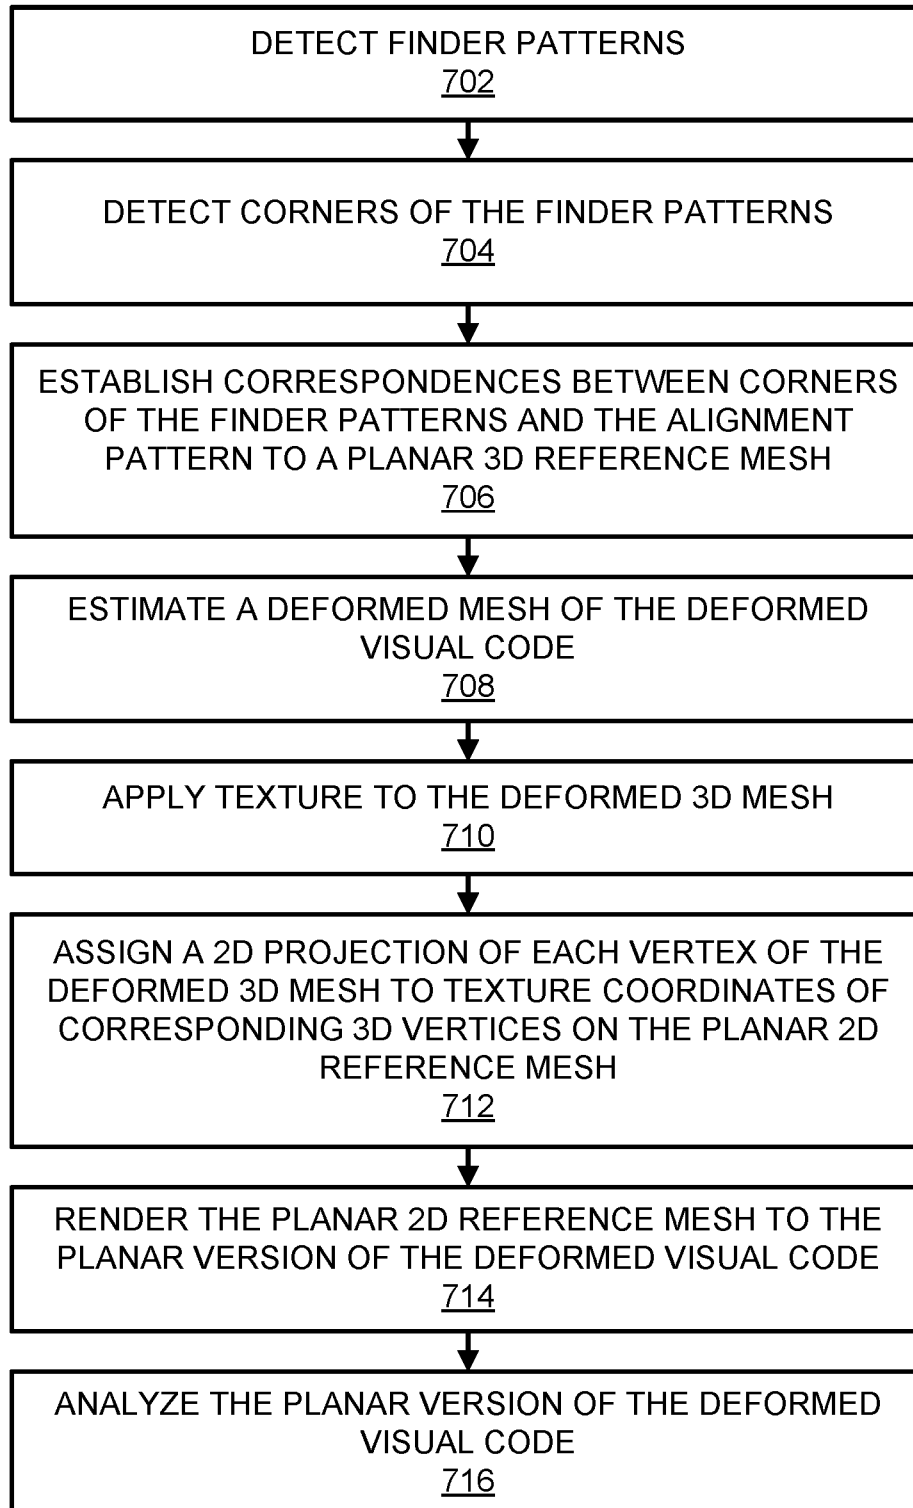 DETECT FINDER PATTERNS
702
DETECT CORNERS OF THE FINDER PATTERNS
704
ESTABLISH CORRESPONDENCES BETWEEN CORNERS
OF THE FINDER PATTERNS AND THE ALIGNMENT
PATTERN TO A PLANAR 3D REFERENCE MESH
706
ESTIMATE A DEFORMED MESH OF THE DEFORMED
VISUAL CODE
708
APPLY TEXTURE TO THE DEFORMED 3D MESH
710
ASSIGN A 2D PROJECTION OF EACH VERTEX OF THE
DEFORMED 3D MESH TO TEXTURE COORDINATES OF
CORRESPONDING 3D VERTICES ON THE PLANAR 2D
REFERENCE MESH
712
RENDER THE PLANAR 2D REFERENCE MESH TO THE
PLANAR VERSION OF THE DEFORMED VISUAL CODE
714
ANALYZE THE PLANAR VERSION OF THE DEFORMED
VISUAL CODE
716